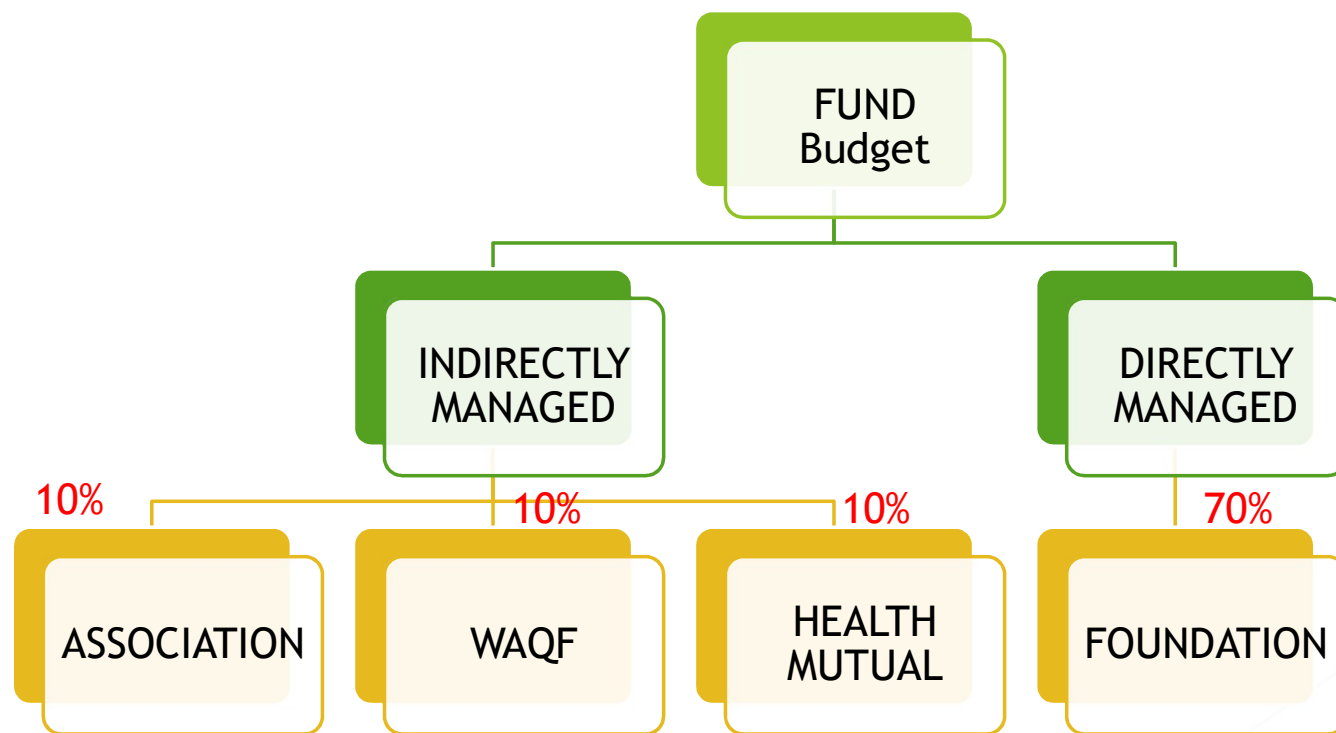 FUND
Budget
INDIRECTLY
MANAGED
DIRECTLY
MANAGED
10%
10%
10%
70%
ASSOCIATION
WAQF
HEALTH
MUTUAL
FOUNDATION